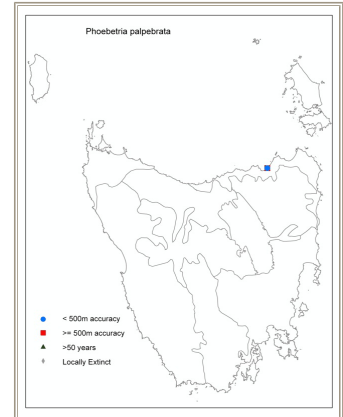 Phoebetria palpebrata
< 500m accuracy
>= 500m accuracy
>50 years
Locally Extinct